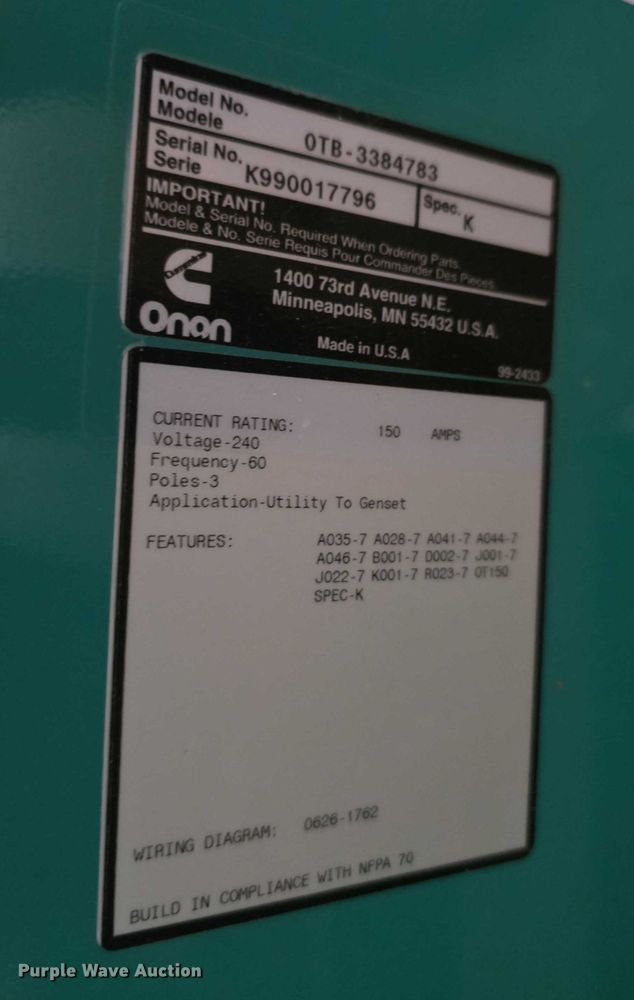 Model No.
Modele
OTB-3384783
Serial No.
Serie
K990017796
Spec.
K
IMPORTANT!
Model & Serial No. Required When Ordering Parts.
Modele & No. Serie Requis Pour Commander Des Pieces
Onan
1400 73rd Avenue N.E.
Minneapolis, MN 55432 U.S.A.
Made in U.S.A
99-2433
CURRENT RATING: 150 AMPS
Voltage-240
Frequency-60
Poles-3
Application-Utility To Genset
FEATURES: A035-7 A028-7 A041-7 A044-7
A046-7 B001-7 D002-7 J001-7
J022-7 K001-7 R023-7 OT150
SPEC-K
WIRING DIAGRAM: 0626-1762
BUILD IN COMPLIANCE WITH NFPA 70
Purple Wave Auction